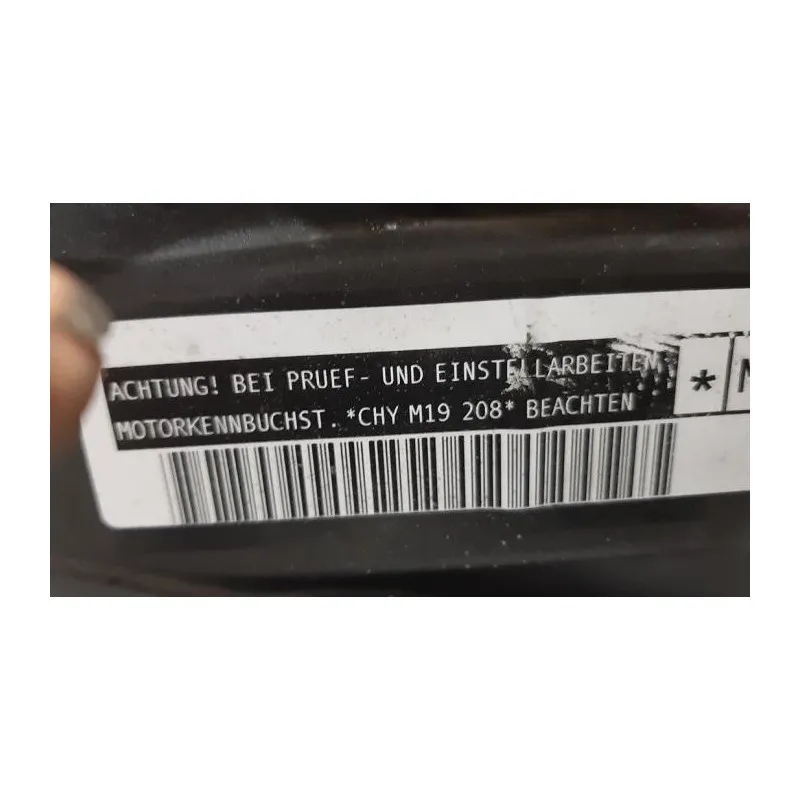 ACHTUNG! BEI PRUEF- UND EINSTELLARBEITEN
MOTORKENNBUCHST. *CHY M19 208* BEACHTEN
*